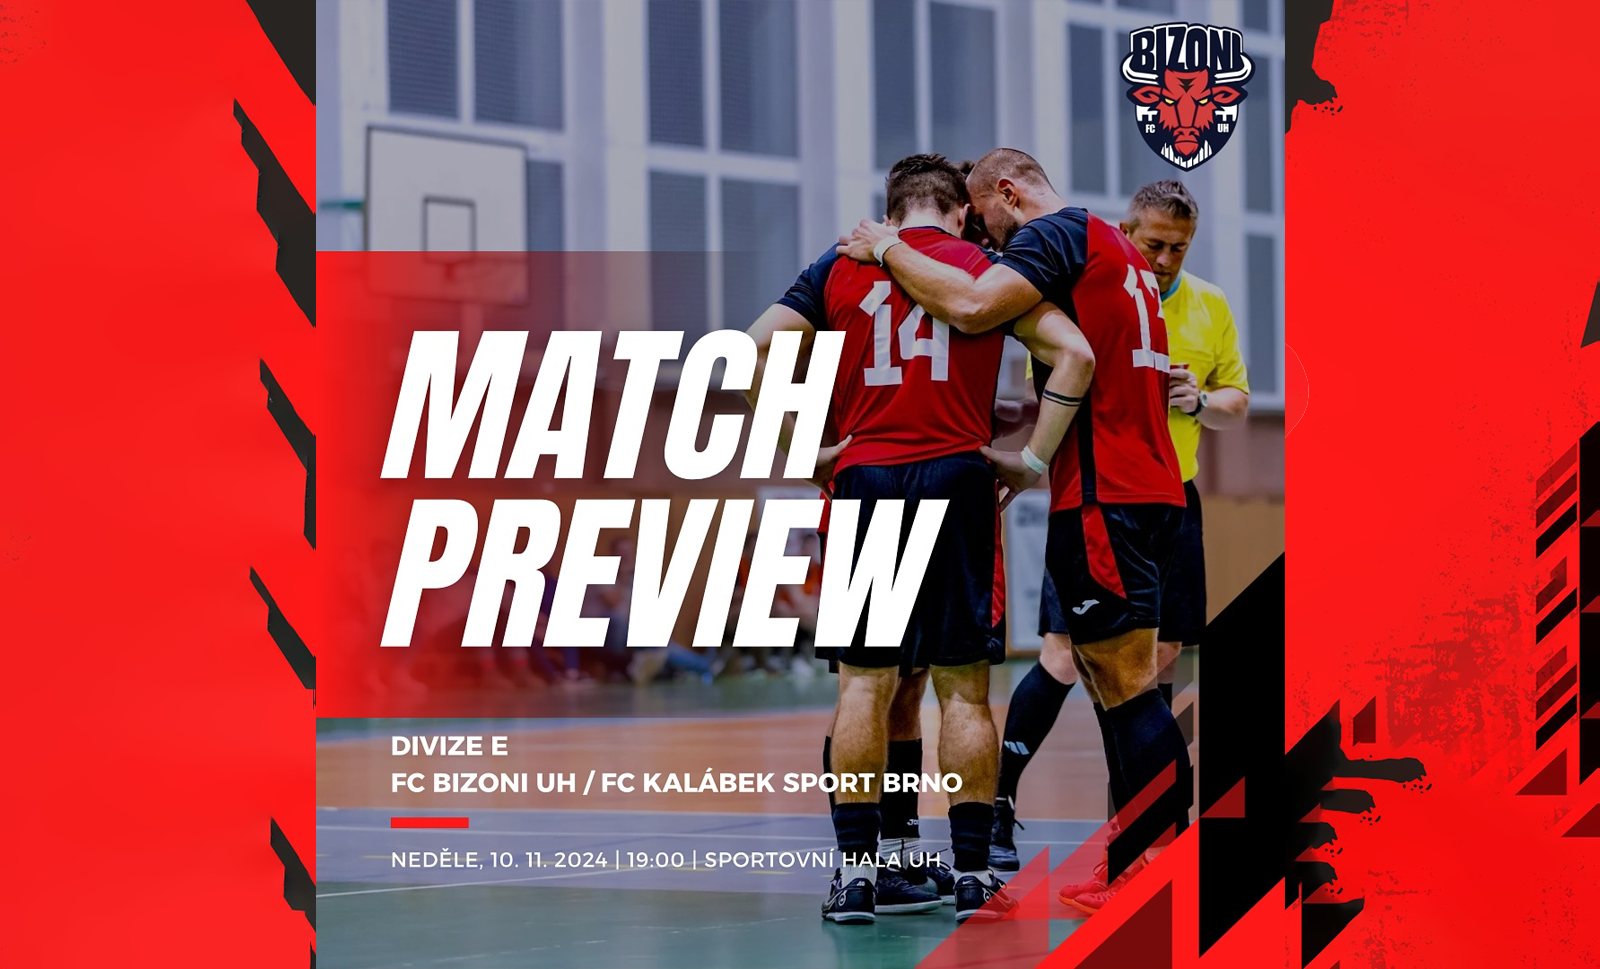 BIZONI
FC UH
14
MATCH
PREVIEW
DIVIZE E
FC BIZONI UH / FC KALÁBEK SPORT BRNO
NEDĚLE, 10. 11. 2024 | 19:00 | SPORTOVNÍ HALA UH